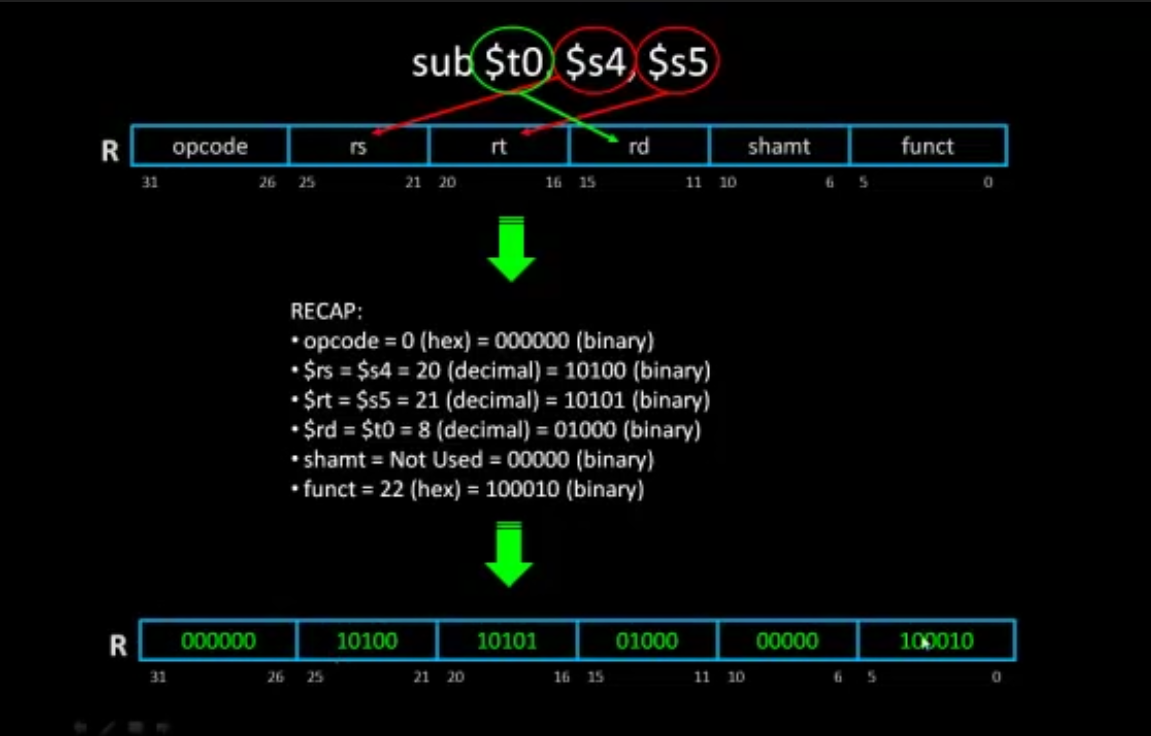 sub $t0, $s4, $s5
R opcode rs rt rd shamt funct
31 26 25 21 20 16 15 11 10 6 5 0
RECAP:
• opcode = 0 (hex) = 000000 (binary)
• $rs = $s4 = 20 (decimal) = 10100 (binary)
• $rt = $s5 = 21 (decimal) = 10101 (binary)
• $rd = $t0 = 8 (decimal) = 01000 (binary)
• shamt = Not Used = 00000 (binary)
• funct = 22 (hex) = 100010 (binary)
R 000000 10100 10101 01000 00000 100010
31 26 25 21 20 16 15 11 10 6 5 0